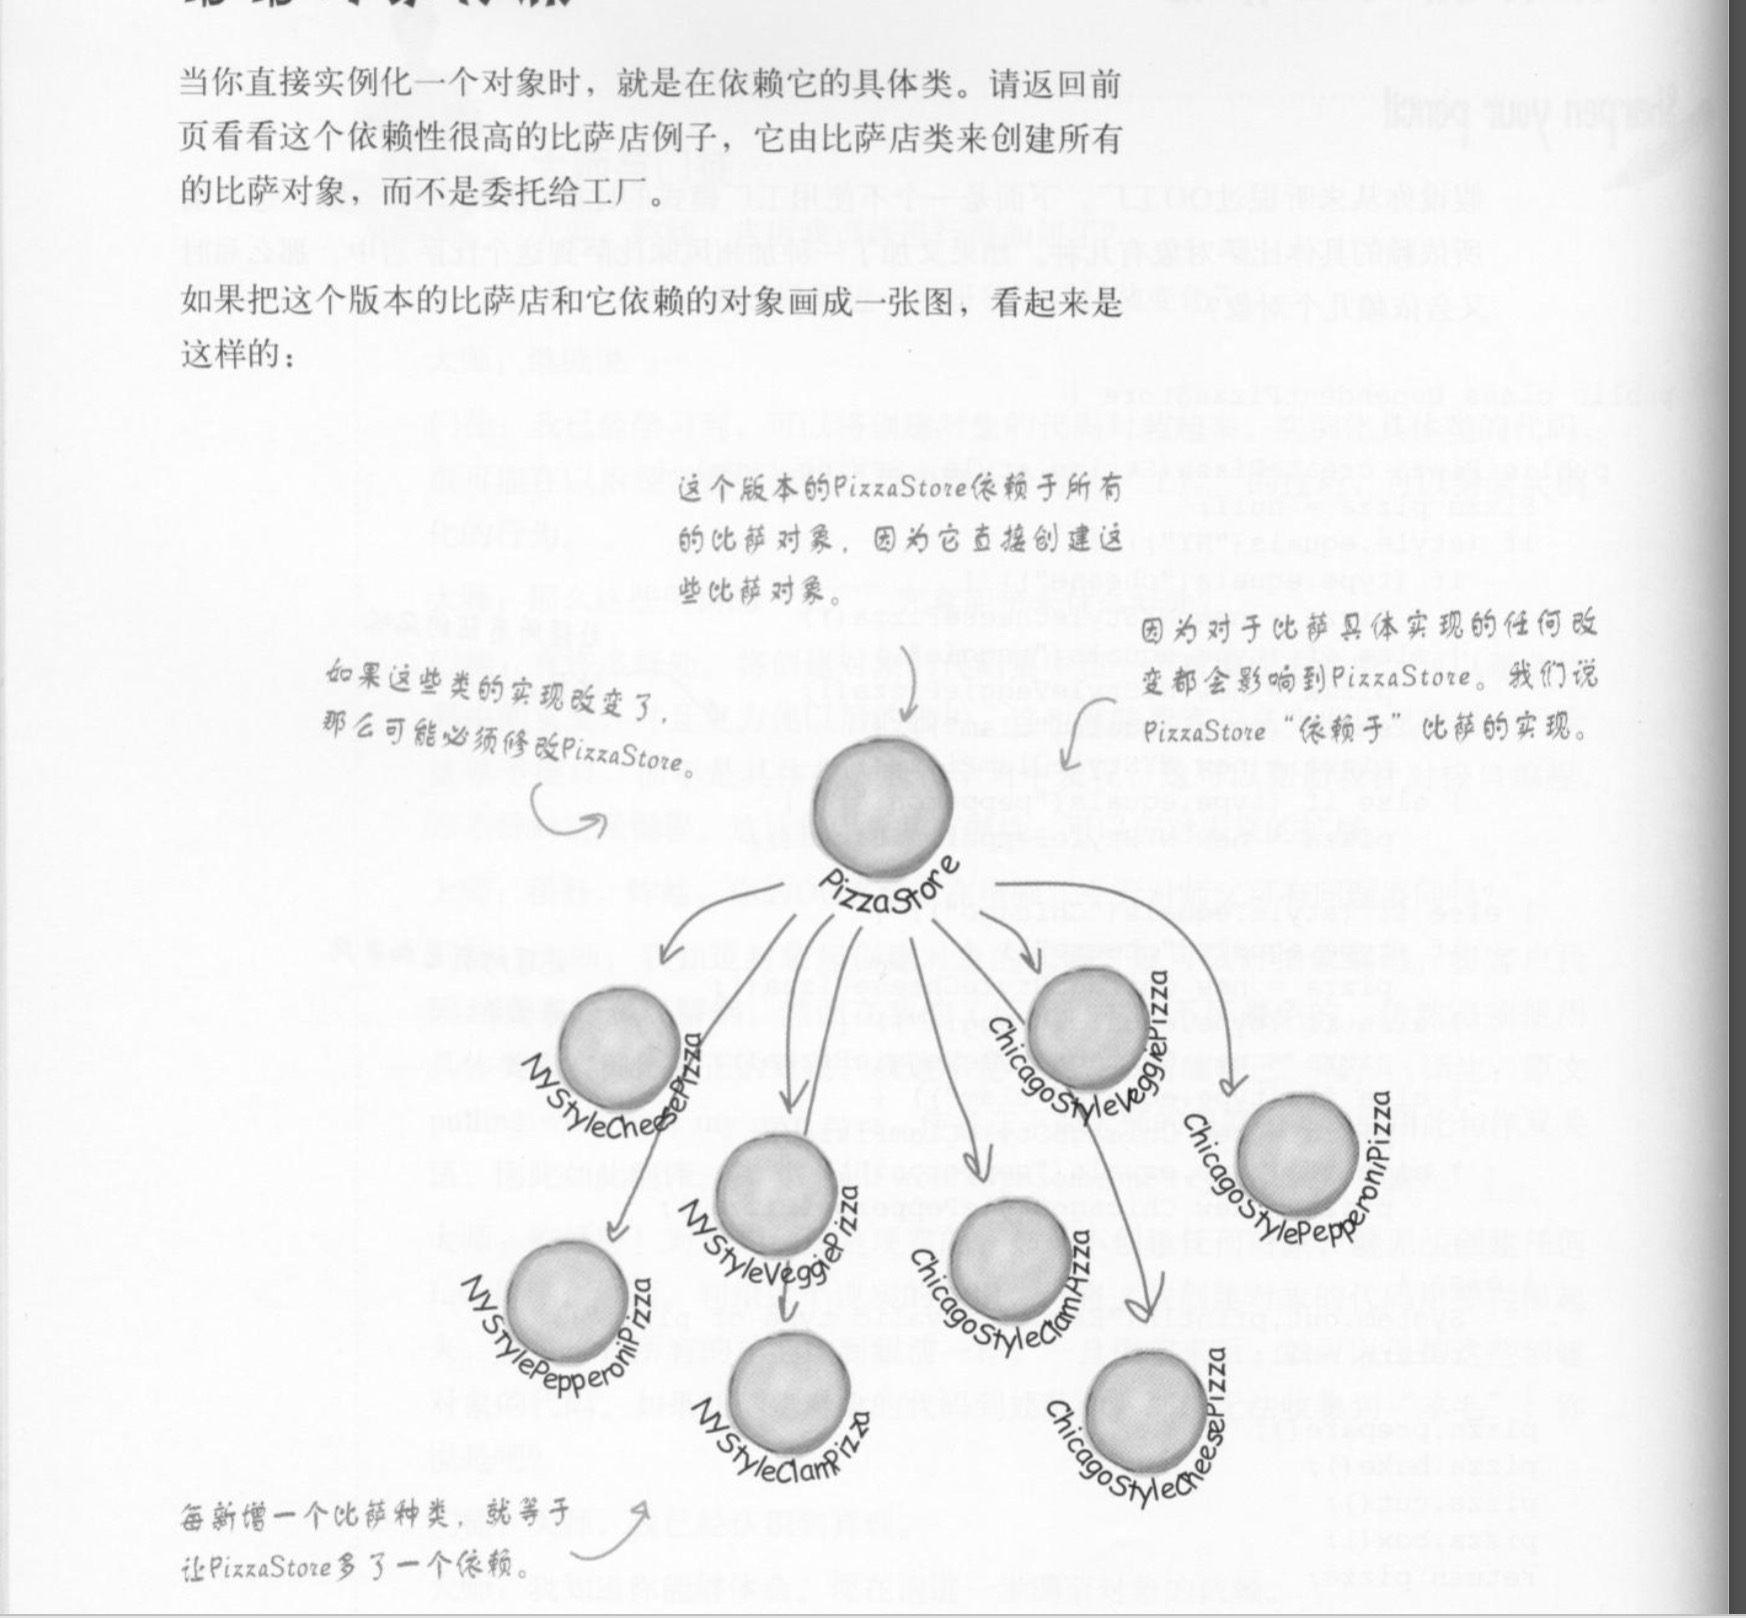 当你直接实例化一个对象时，就是在依赖它的具体类。请返回前
页看看这个依赖性很高的比萨店例子，它由比萨店类来创建所有
的比萨对象，而不是委托给工厂。
如果把这个版本的比萨店和它依赖的对象画成一张图，看起来是
这样的：
这个版本的PizzaStore依赖于所有
的比萨对象，因为它直接创建这
些比萨对象。
因为对于比萨具体实现的任何改
变都会影响到PizzaStore。我们说
PizzaStore“依赖于”比萨的实现。
如果这些类的实现改变了，
那么可能必须修改PizzaStore。
PizzaStore
NYStyleCheesePizza
ChicagoStyleVeggiePizza
NYStyleVeggiePizza
ChicagoStylePepperoniPizza
NYStylePepperoniPizza
ChicagoStyleClamPizza
NYStyleClamPizza
ChicagoStyleCheesePizza
每新增一个比萨种类，就等于
让PizzaStore多了一个依赖。